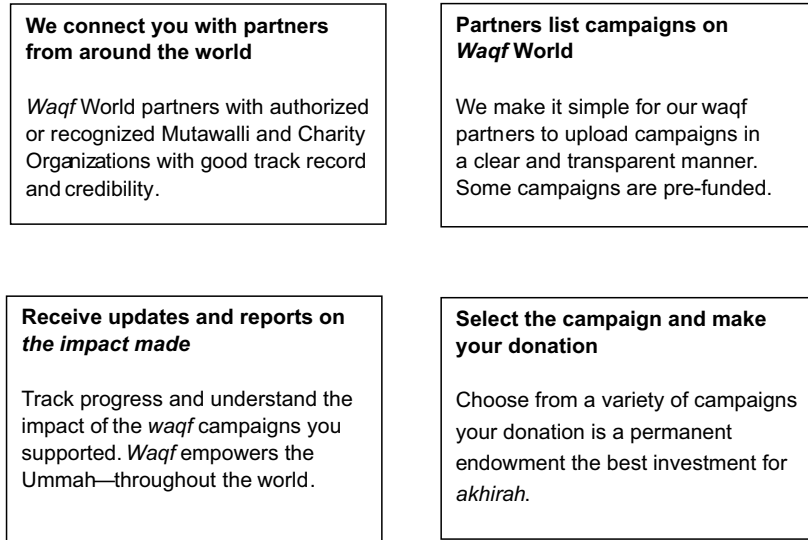 We connect you with partners
from around the world
Waqf World partners with authorized
or recognized Mutawalli and Charity
Organizations with good track record
and credibility.
Partners list campaigns on
Waqf World
We make it simple for our waqf
partners to upload campaigns in
a clear and transparent manner.
Some campaigns are pre-funded.
Receive updates and reports on
the impact made
Track progress and understand the
impact of the waqf campaigns you
supported. Waqf empowers the
Ummah—throughout the world.
Select the campaign and make
your donation
Choose from a variety of campaigns
your donation is a permanent
endowment the best investment for
akhirah.